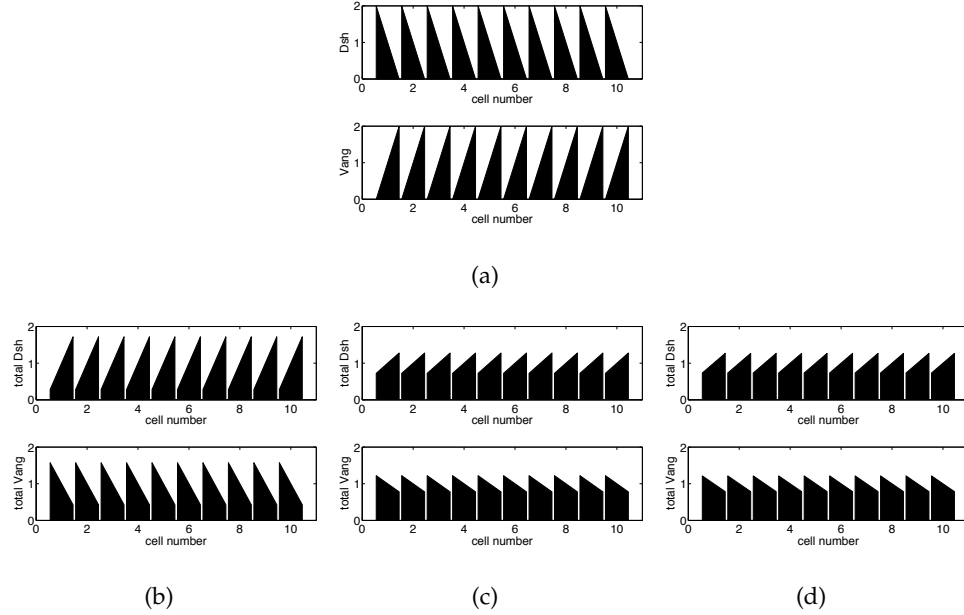 Dsh
2
1
0
0 2 4 6 8 10
cell number
Vang
2
1
0
0 2 4 6 8 10
cell number
(a)
total Dsh
2
1
0
0 2 4 6 8 10
cell number
total Vang
2
1
0
0 2 4 6 8 10
cell number
(b)
total Dsh
2
1
0
0 2 4 6 8 10
cell number
total Vang
2
1
0
0 2 4 6 8 10
cell number
(c)
total Dsh
2
1
0
0 2 4 6 8 10
cell number
total Vang
2
1
0
0 2 4 6 8 10
cell number
(d)